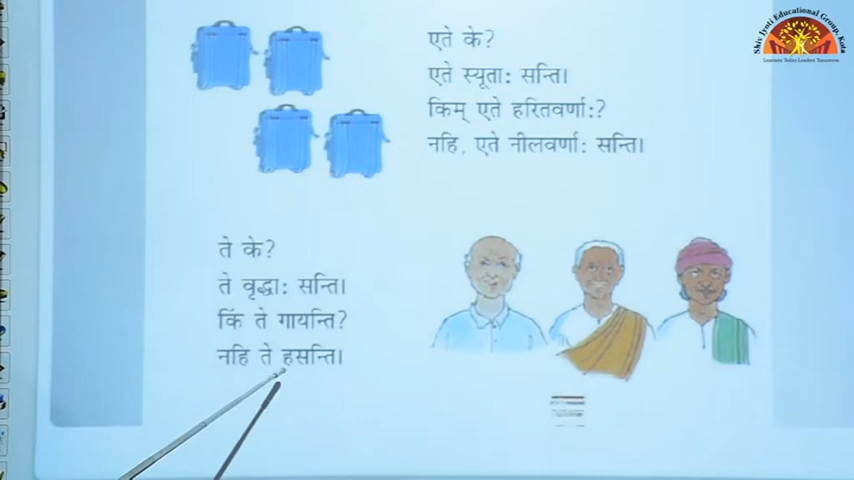 Shiv Jyoti Educational Group, Kota
Learners Today Leaders Tomorrow
एते के?
एते स्यूताः सन्ति।
किम् एते हरितवर्णाः?
नहि, एते नीलवर्णाः सन्ति।
ते के?
ते वृद्धाः सन्ति।
किं ते गायन्ति?
नहि ते हसन्ति।